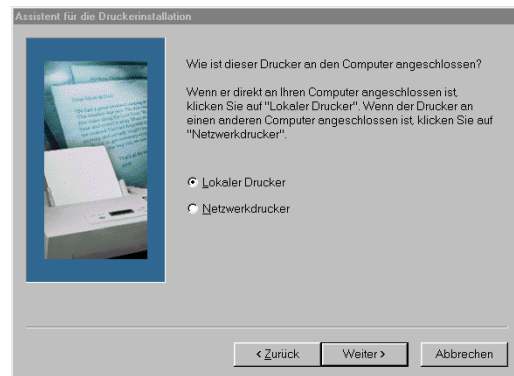 Assistent für die Druckerinstallation
Wie ist dieser Drucker an den Computer angeschlossen?
Wenn er direkt an Ihren Computer angeschlossen ist,
klicken Sie auf "Lokaler Drucker". Wenn der Drucker an
einen anderen Computer angeschlossen ist, klicken Sie auf
"Netzwerkdrucker".
Lokaler Drucker
Netzwerkdrucker
< Zurück
Weiter >
Abbrechen